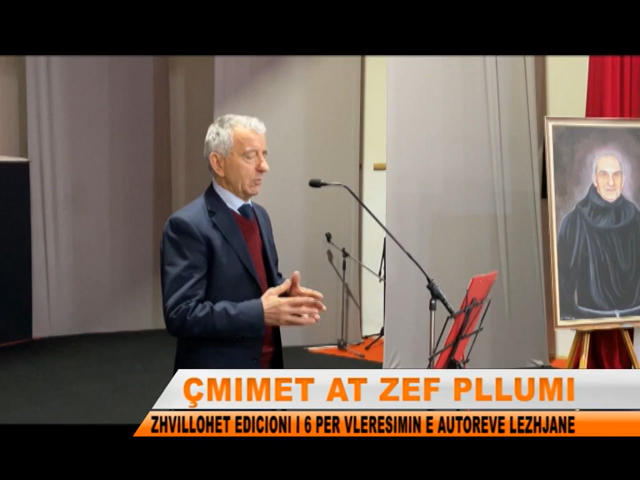 ÇMIMET AT ZEF PLLUMI
ZHVILLOHET EDICIONI I 6 PER VLERESIMIN E AUTOREVE LEZHJANE